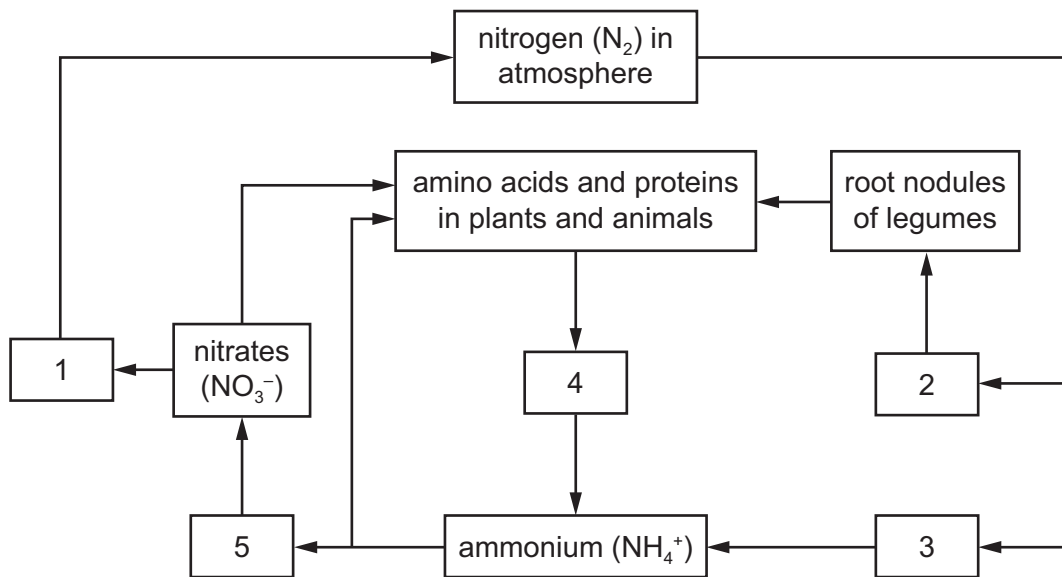 nitrogen (N₂) in
atmosphere
amino acids and proteins
in plants and animals
root nodules
of legumes
1
nitrates
(NO₃⁻)
4
2
5
ammonium (NH₄⁺)
3